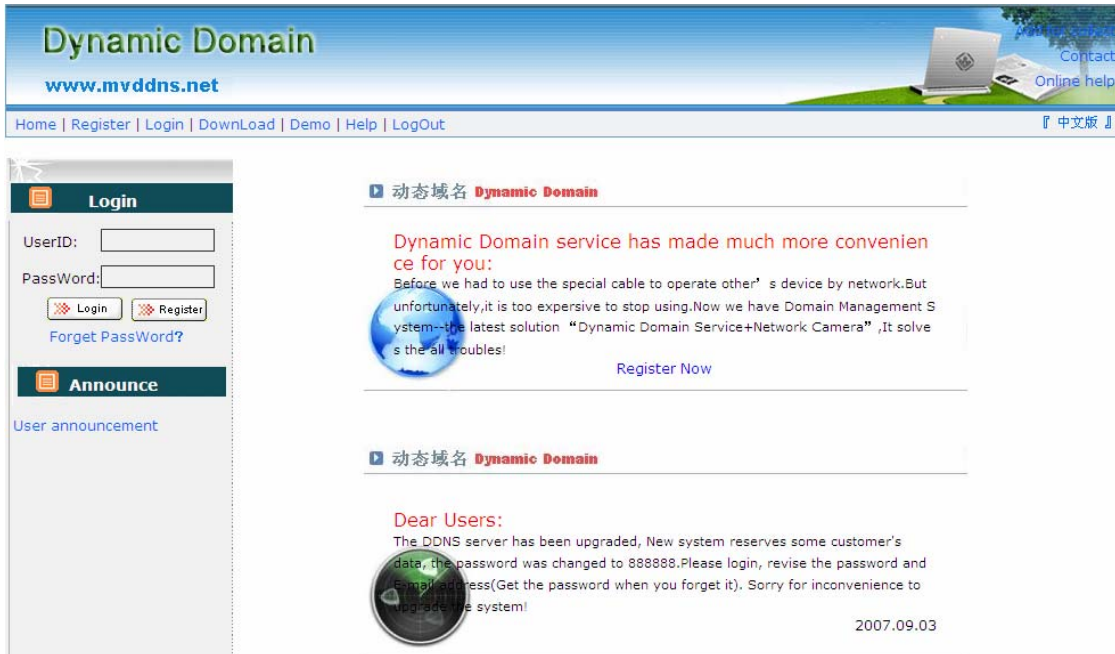 Dynamic Domain
www.mvddns.net
Contact
Online help
Home | Register | Login | DownLoad | Demo | Help | LogOut
『 中文版 』
Login
UserID:
PassWord:
Login
Register
Forget PassWord?
Announce
User announcement
动态域名 Dynamic Domain
Dynamic Domain service has made much more convenien
ce for you:
Before we had to use the special cable to operate other’s device by network.But
unfortunately,it is too expersive to stop using.Now we have Domain Management S
ystem--the latest solution “Dynamic Domain Service+Network Camera”,It solve
s the all troubles!
Register Now
动态域名 Dynamic Domain
Dear Users:
The DDNS server has been upgraded, New system reserves some customer's
data, the password was changed to 888888.Please login, revise the password and
E-mail address(Get the password when you forget it). Sorry for inconvenience to
upgrade the system!
2007.09.03